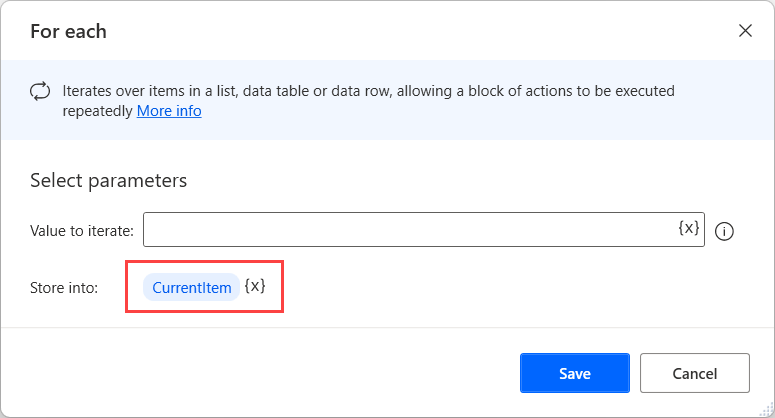 For each
Iterates over items in a list, data table or data row, allowing a block of actions to be executed
repeatedly More info
Select parameters
Value to iterate: {x}
Store into: CurrentItem {x}
Save Cancel